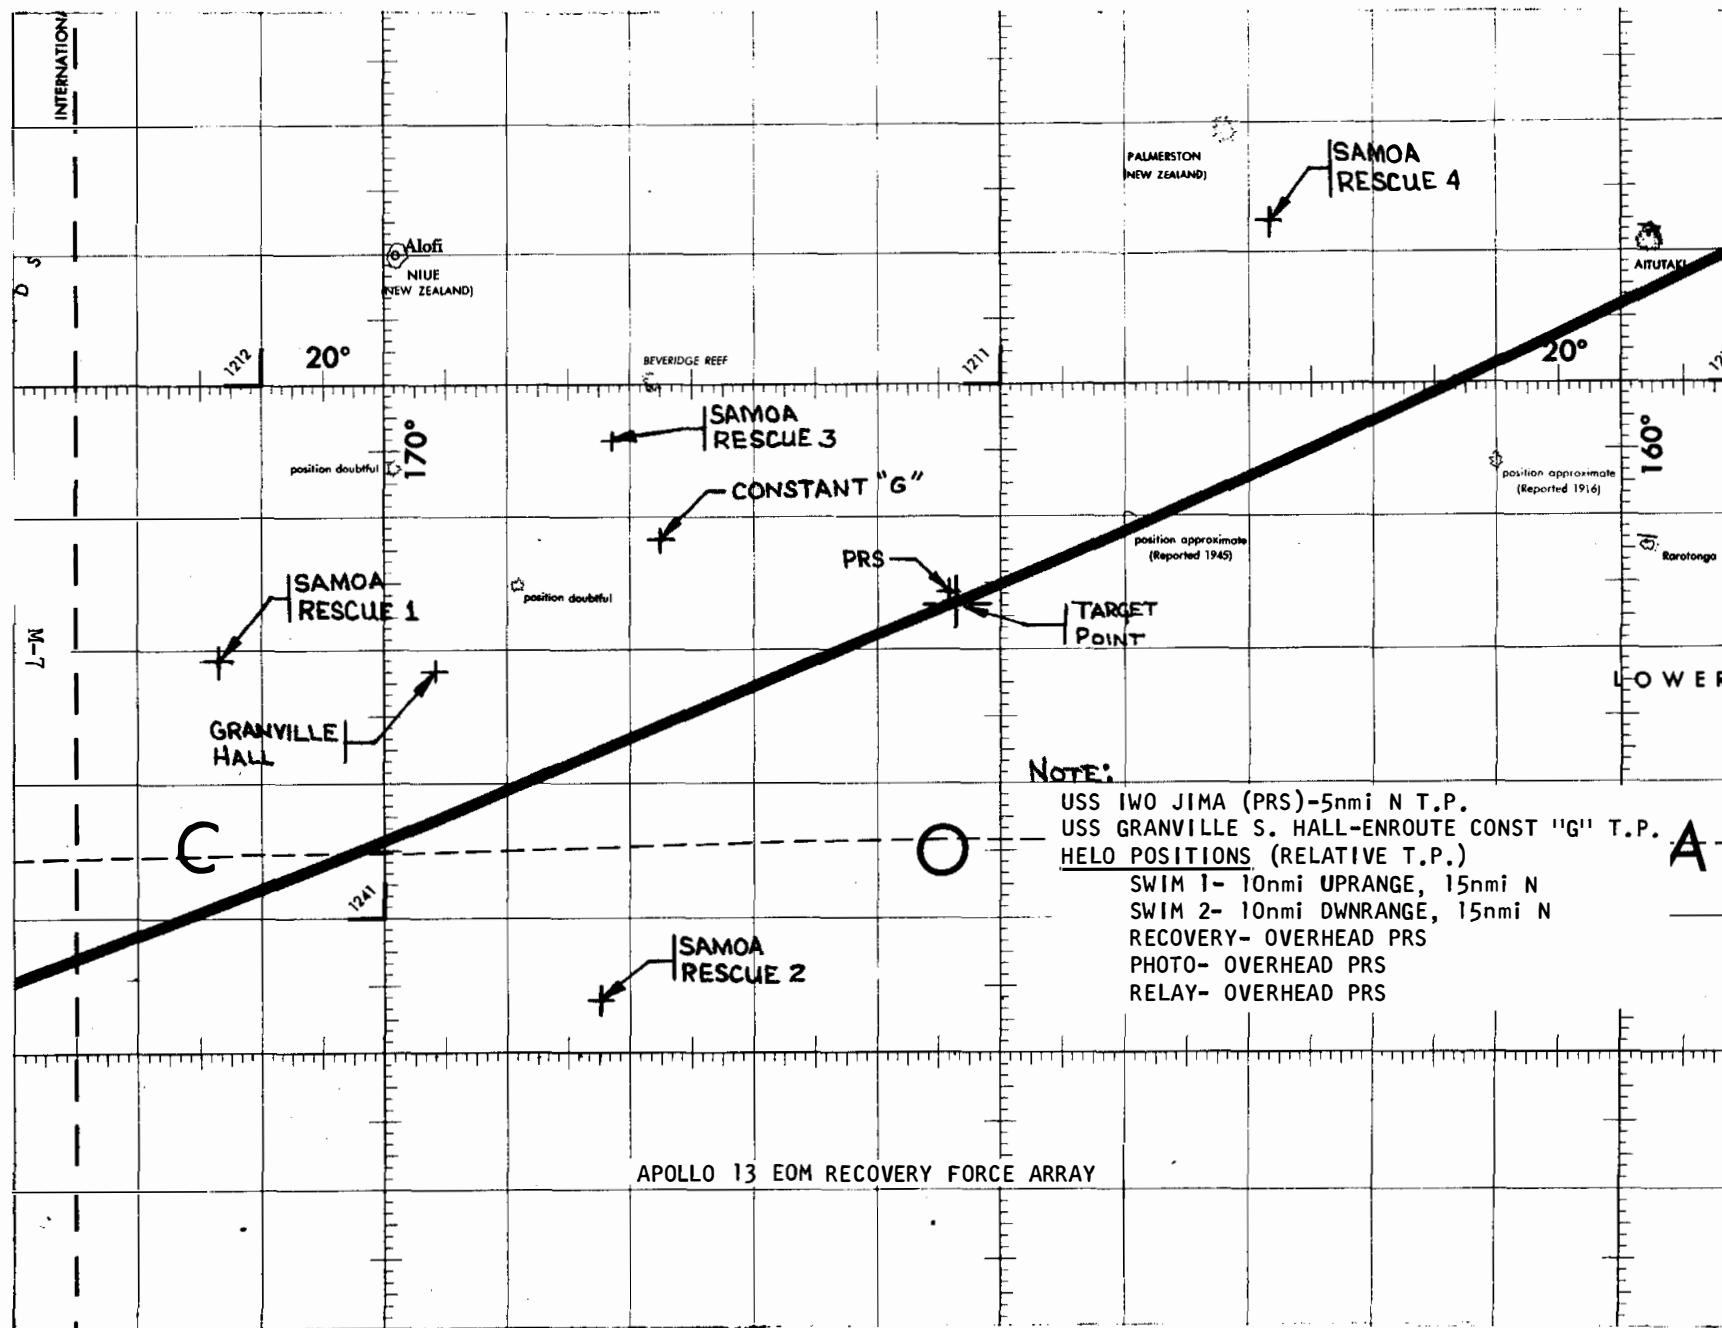 INTERNATIONA
PALMERSTON
(NEW ZEALAND)
SAMOA
RESCUE 4
S
D
Alofi
NIUE
(NEW ZEALAND)
AITUTAKI
1212
20°
BEVERIDGE REEF
1211
20°
170°
160°
SAMOA
RESCUE 3
position doubtful
CONSTANT "G"
position approximate
(Reported 1916)
PRS
position approximate
(Reported 1945)
Rarotonga
SAMOA
RESCUE 1
position doubtful
TARGET
POINT
M-7
LOWER
GRANVILLE
HALL
NOTE:
USS IWO JIMA (PRS)-5nmi N T.P.
USS GRANVILLE S. HALL-ENROUTE CONST "G" T.P.
HELO POSITIONS (RELATIVE T.P.)
SWIM 1- 10nmi UPRANGE, 15nmi N
SWIM 2- 10nmi DWNRANGE, 15nmi N
RECOVERY- OVERHEAD PRS
PHOTO- OVERHEAD PRS
RELAY- OVERHEAD PRS
C O A
1241
SAMOA
RESCUE 2
APOLLO 13 EOM RECOVERY FORCE ARRAY